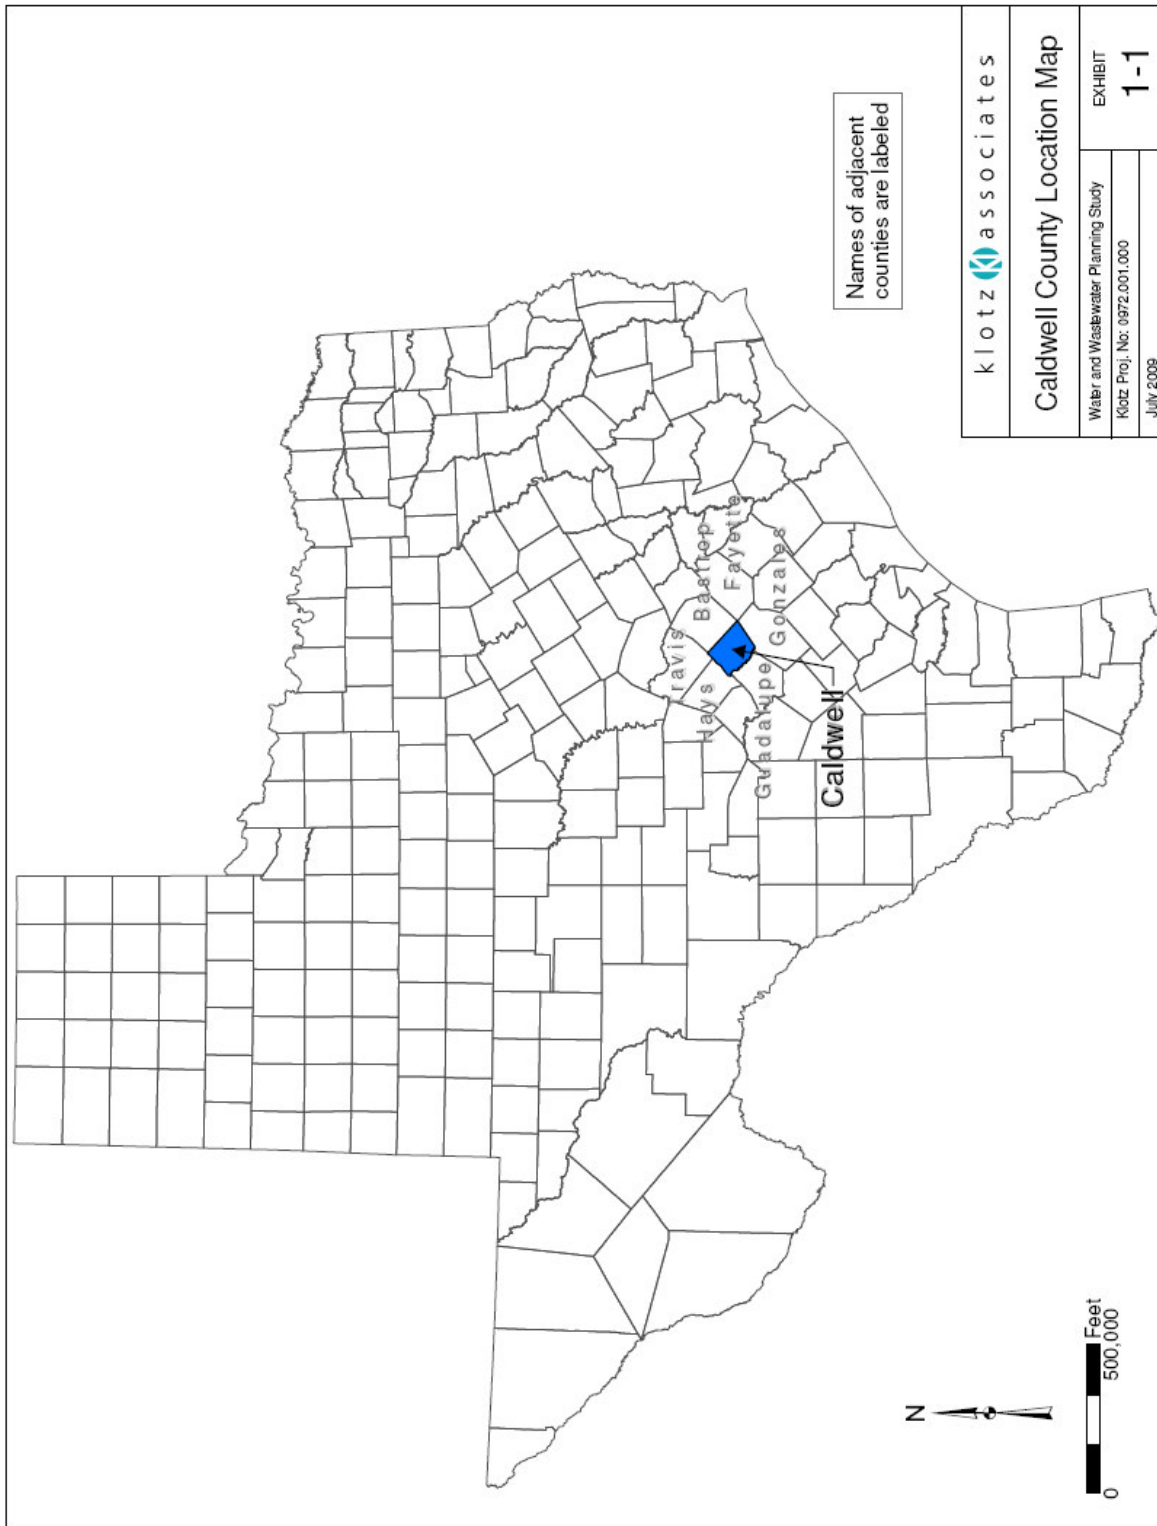 Travis
Hays
Bastrop
Fayette
Guadalupe
Gonzales
Caldwell
Names of adjacent
counties are labeled
N
0
500,000
Feet
klotz associates
Caldwell County Location Map
Water and Wastewater Planning Study
Klotz Proj. No: 0972.001.000
July 2009
EXHIBIT
1-1